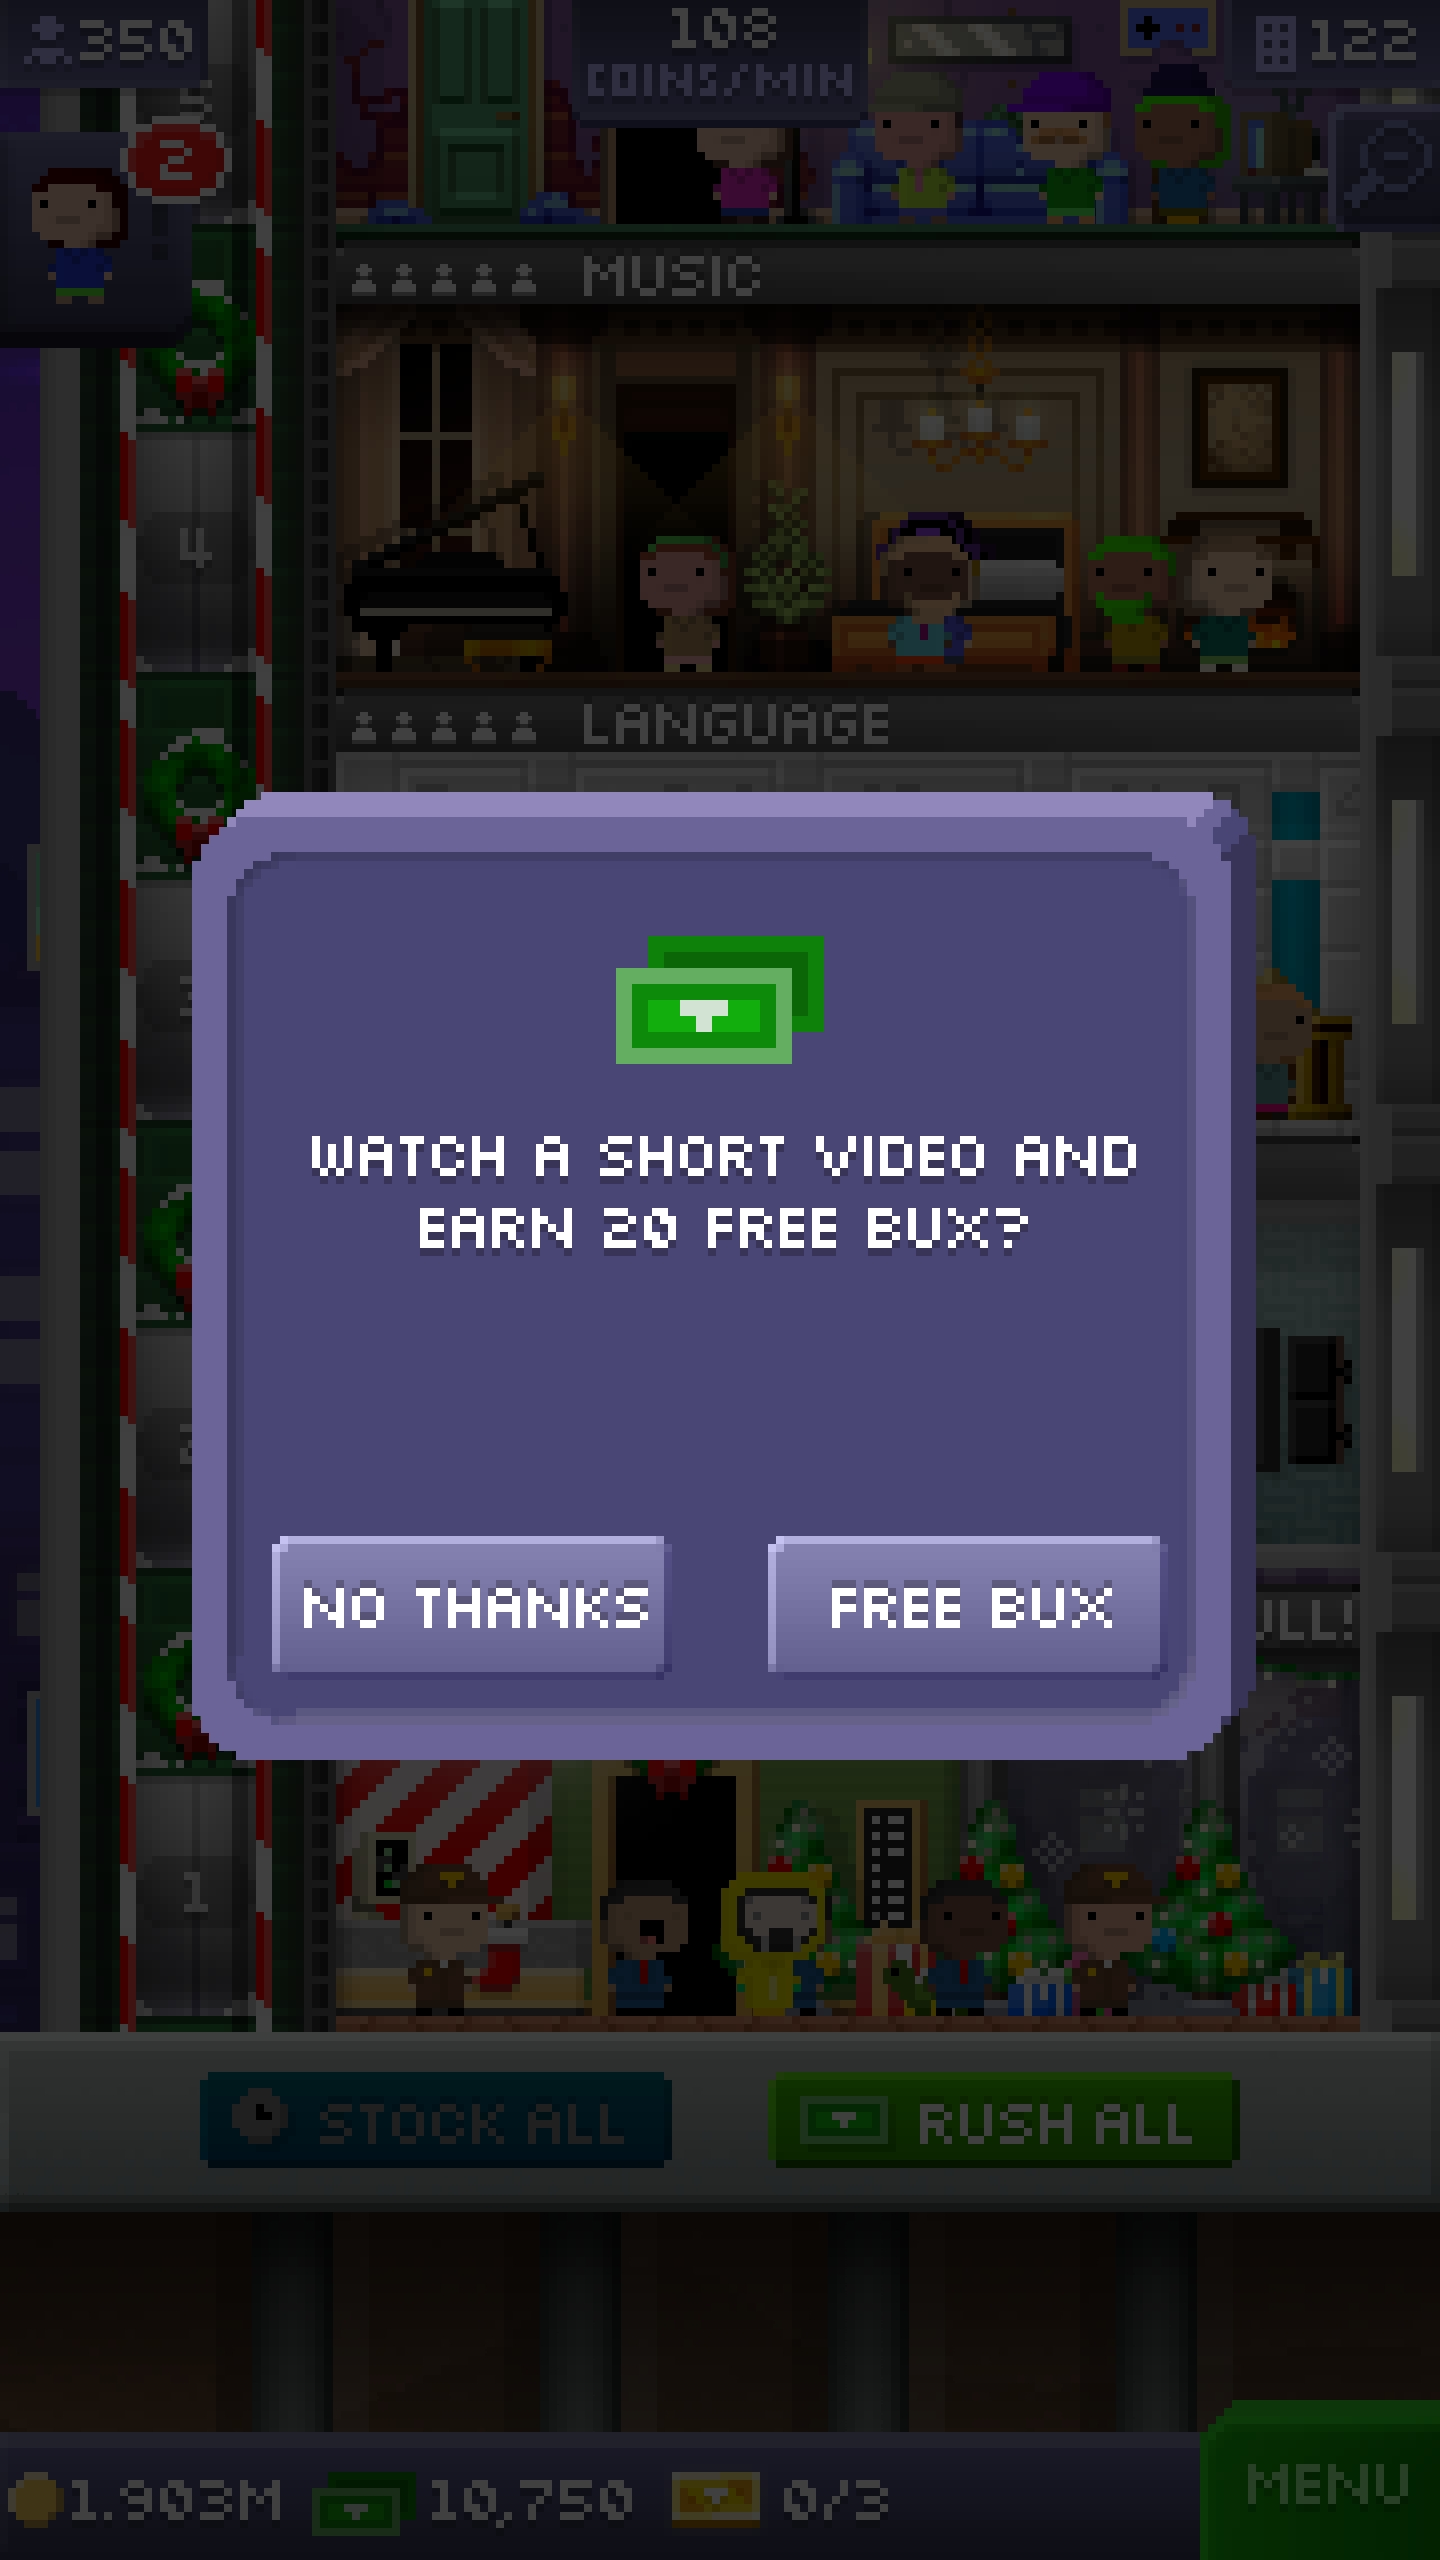 350
108
COINS/MIN
122
5
2
MUSIC
4
LANGUAGE
WATCH A SHORT VIDEO AND
EARN 20 FREE BUX?
NO THANKS
FREE BUX
1
STOCK ALL
RUSH ALL
1.903M
10,750
0/3
MENU